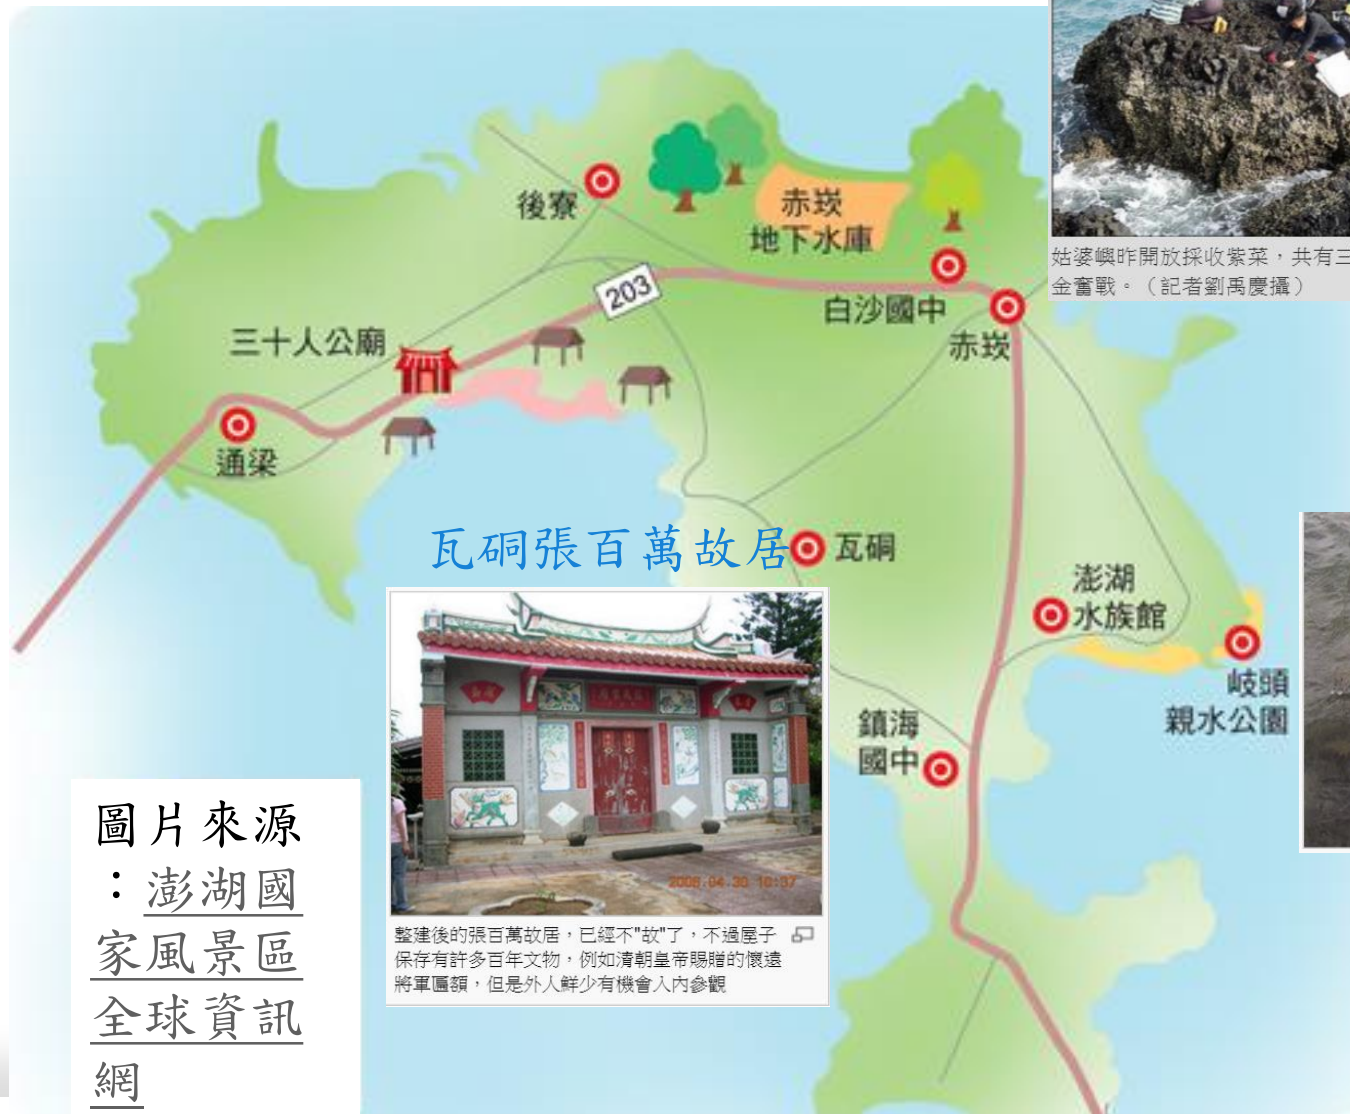 姑婆嶼昨開放採收紫菜，共有三
金奮戰。（記者劉禹慶攝）
後寮
赤崁
地下水庫
203
白沙國中
赤崁
三十人公廟
通梁
瓦硐張百萬故居
瓦硐
澎湖
水族館
岐頭
親水公園
鎮海
國中
2006.04.30 10:37
整建後的張百萬故居，已經不"故"了，不過屋子
保存有許多百年文物，例如清朝皇帝賜贈的懷遠
將軍匾額，但是外人鮮少有機會入內參觀
圖片來源
：澎湖國
家風景區
全球資訊
網